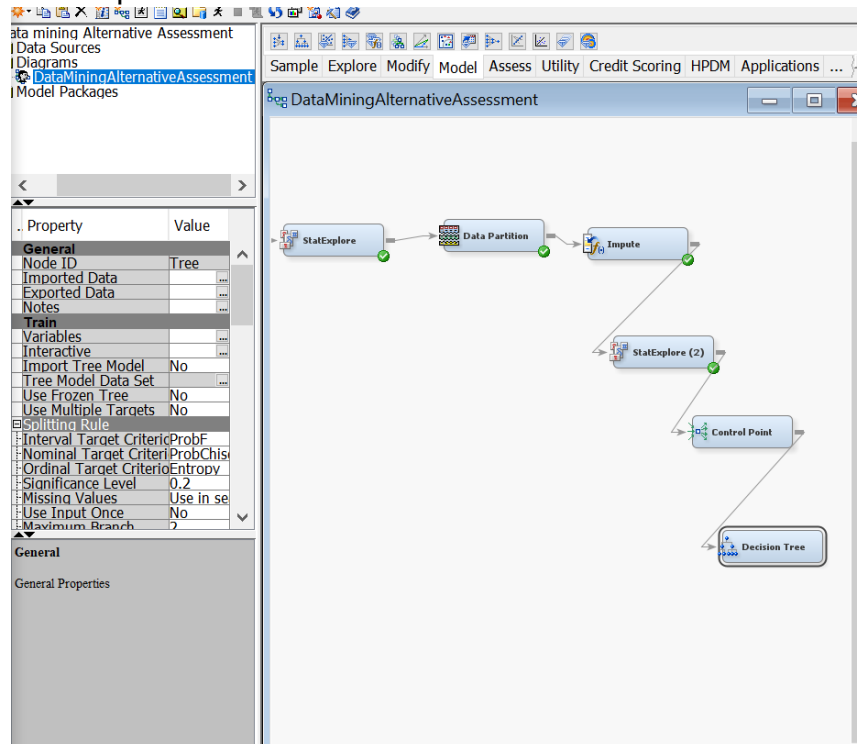 ata mining Alternative Assessment
Data Sources
Diagrams
DataMiningAlternativeAssessment
Model Packages
Sample Explore Modify Model Assess Utility Credit Scoring HPDM Applications ...
DataMiningAlternativeAssessment
.. Property Value
General
Node ID Tree
Imported Data ...
Exported Data ...
Notes ...
Train
Variables ...
Interactive ...
Import Tree Model No
Tree Model Data Set ...
Use Frozen Tree No
Use Multiple Targets No
Splitting Rule
Interval Target Criteric ProbF
Nominal Target Criteri ProbChis
Ordinal Target Criterio Entropy
Significance Level 0.2
Missing Values Use in se
Use Input Once No
Maximum Branch 2
General
General Properties
StatExplore
Data Partition
Impute
StatExplore (2)
Control Point
Decision Tree